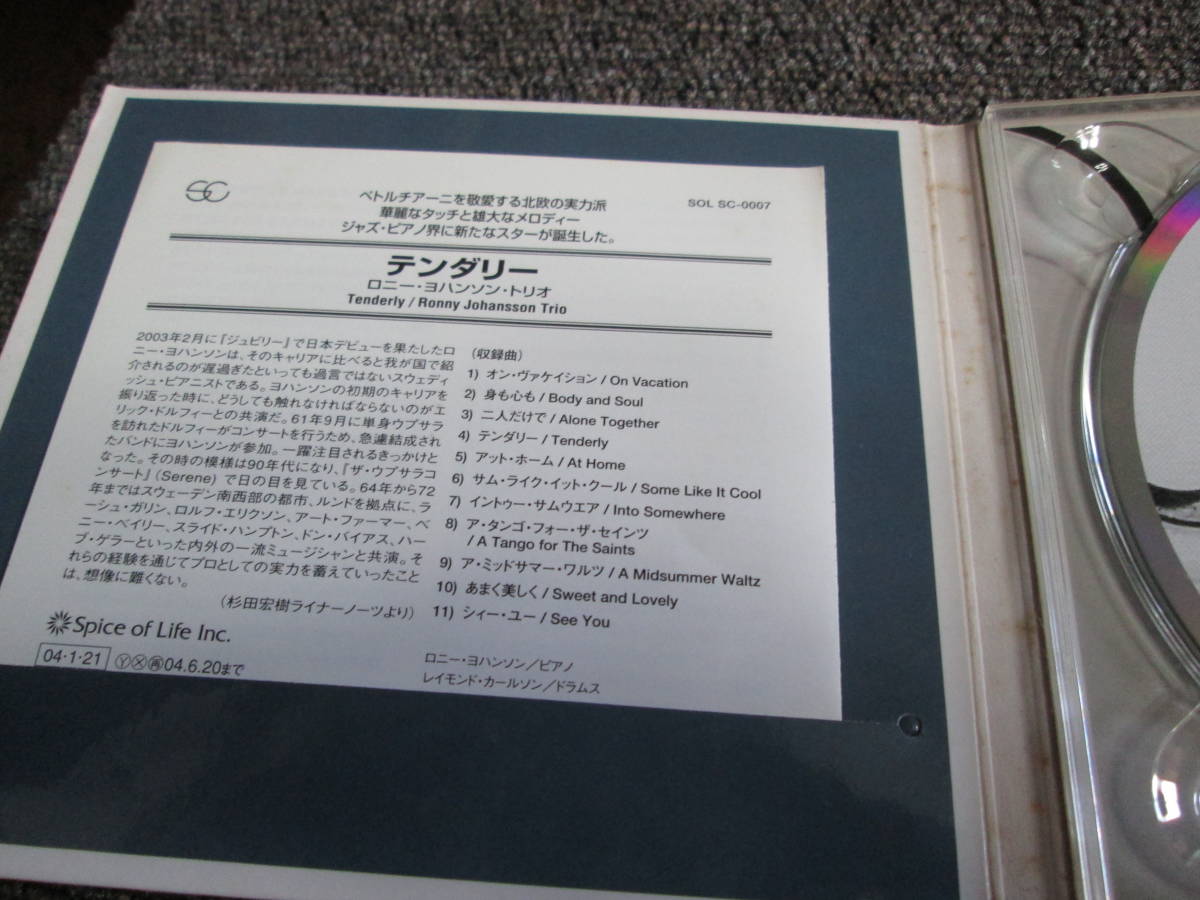 SC
ペトルチアーニを敬愛する北欧の実力派
華麗なタッチと雄大なメロディー
ジャズ・ピアノ界に新たなスターが誕生した。
SOL SC-0007
テンダリー
ロニー・ヨハンソン・トリオ
Tenderly / Ronny Johansson Trio
2003年2月に『ジュビリー』で日本デビューを果たしたロ
ニー・ヨハンソンは、そのキャリアに比べると我が国で紹
介されるのが遅過ぎたといっても過言ではないスウェディ
ッシュ・ピアニストである。ヨハンソンの初期のキャリアを
振り返った時に、どうしても触れなければならないのがエ
リック・ドルフィーとの共演だ。61年9月に単身ウプサラ
を訪れたドルフィーがコンサートを行うため、急遽結成され
たバンドにヨハンソンが参加。一躍注目されるきっかけと
なった。その時の模様は90年代になり、『ザ・ウプサラコ
ンサート』(Serene) で日の目を見ている。64年から72
年まではスウェーデン南西部の都市、ルンドを拠点に、ラ
ーシュ・ガリン、ロルフ・エリクソン、アート・ファーマー、ベ
ニー・ベイリー、スライド・ハンプトン、ドン・バイアス、ハー
ブ・ゲラーといった内外の一流ミュージシャンと共演。そ
れらの経験を通じてプロとしての実力を蓄えていったこと
は、想像に難くない。
(杉田宏樹ライナーノーツより)
Spice of Life Inc.
04・1・21 Ⓨ Ⓧ ㊢04.6.20まで
(収録曲)
1) オン・ヴァケイション / On Vacation
2) 身も心も / Body and Soul
3) 二人だけで / Alone Together
4) テンダリー / Tenderly
5) アット・ホーム / At Home
6) サム・ライク・イット・クール / Some Like It Cool
7) イントゥー・サムウエア / Into Somewhere
8) ア・タンゴ・フォー・ザ・セインツ
/ A Tango for The Saints
9) ア・ミッドサマー・ワルツ / A Midsummer Waltz
10) あまく美しく / Sweet and Lovely
11) シィー・ユー / See You
ロニー・ヨハンソン／ピアノ
レイモンド・カールソン／ドラムス